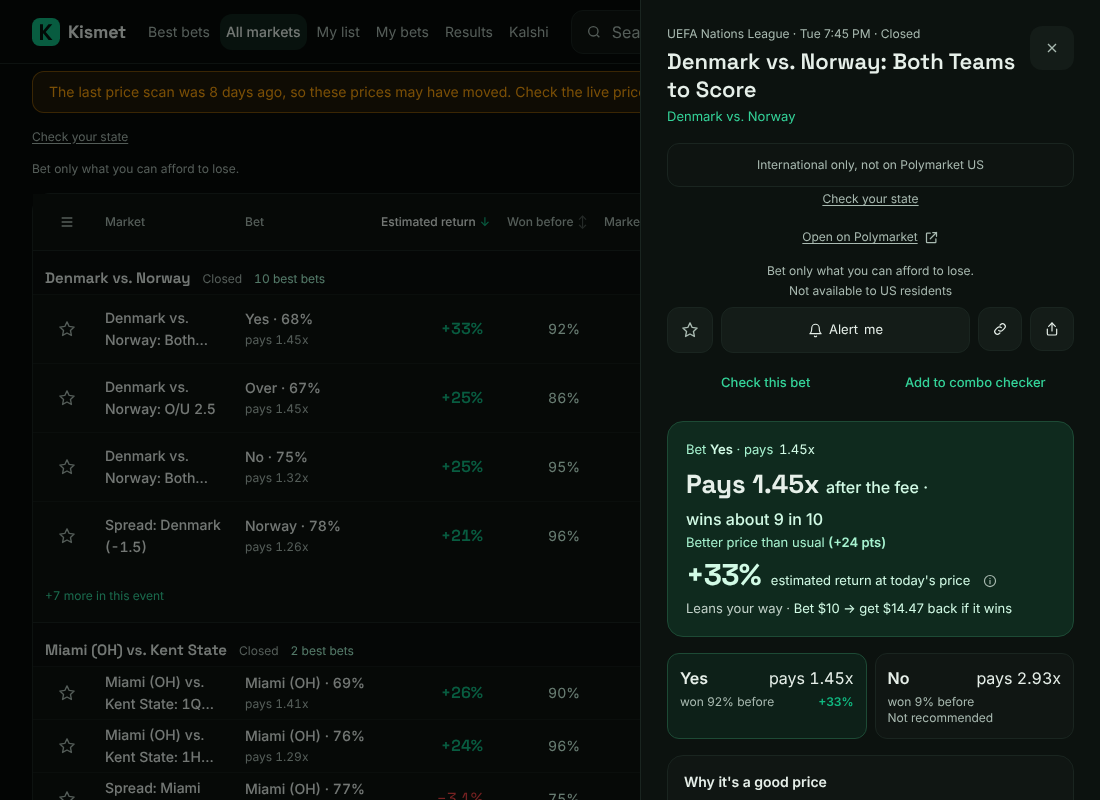 Kismet Best bets All markets My list My bets Results Kalshi Sea
The last price scan was 8 days ago, so these prices may have moved. Check the live pric
Check your state
Bet only what you can afford to lose.
Market Bet Estimated return ↓ Won before Marke
Denmark vs. Norway Closed 10 best bets
Denmark vs.
Norway: Both...
Yes · 68%
pays 1.45x
+33%
92%
Denmark vs.
Norway: O/U 2.5
Over · 67%
pays 1.45x
+25%
86%
Denmark vs.
Norway: Both...
No · 75%
pays 1.32x
+25%
95%
Spread: Denmark
(-1.5)
Norway · 78%
pays 1.26x
+21%
96%
+7 more in this event
Miami (OH) vs. Kent State Closed 2 best bets
Miami (OH) vs.
Kent State: 1Q...
Miami (OH) · 69%
pays 1.41x
+26%
90%
Miami (OH) vs.
Kent State: 1H...
Miami (OH) · 76%
pays 1.29x
+24%
96%
Spread: Miami
Miami (OH) · 77%
75%
UEFA Nations League · Tue 7:45 PM · Closed
Denmark vs. Norway: Both Teams
to Score
Denmark vs. Norway
International only, not on Polymarket US
Check your state
Open on Polymarket
Bet only what you can afford to lose.
Not available to US residents
Alert me
Check this bet Add to combo checker
Bet Yes · pays 1.45x
Pays 1.45x after the fee ·
wins about 9 in 10
Better price than usual (+24 pts)
+33% estimated return at today's price
Leans your way · Bet $10 → get $14.47 back if it wins
Yes pays 1.45x
won 92% before +33%
No pays 2.93x
won 9% before
Not recommended
Why it's a good price